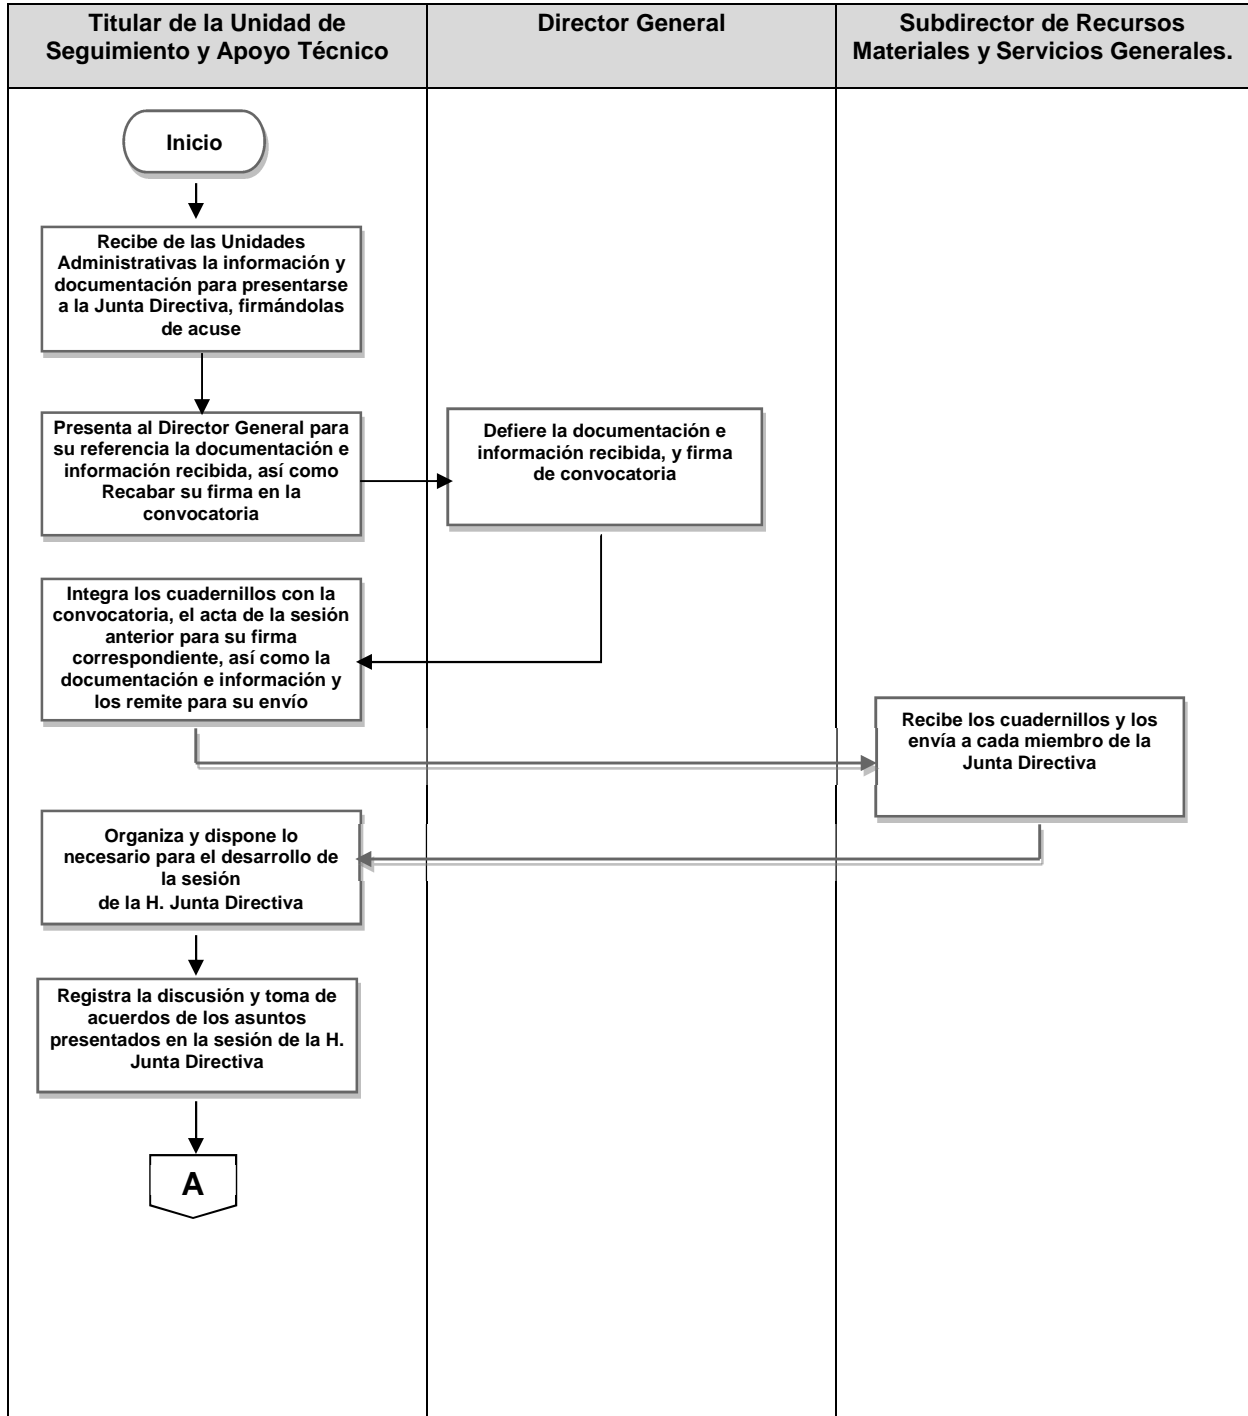 Titular de la Unidad de
Seguimiento y Apoyo Técnico
Director General
Subdirector de Recursos
Materiales y Servicios Generales.
Inicio
Recibe de las Unidades
Administrativas la información y
documentación para presentarse
a la Junta Directiva, firmándolas
de acuse
Presenta al Director General para
su referencia la documentación e
información recibida, así como
Recabar su firma en la
convocatoria
Defiere la documentación e
información recibida, y firma
de convocatoria
Integra los cuadernillos con la
convocatoria, el acta de la sesión
anterior para su firma
correspondiente, así como la
documentación e información y
los remite para su envío
Recibe los cuadernillos y los
envía a cada miembro de la
Junta Directiva
Organiza y dispone lo
necesario para el desarrollo de
la sesión
de la H. Junta Directiva
Registra la discusión y toma de
acuerdos de los asuntos
presentados en la sesión de la H.
Junta Directiva
A